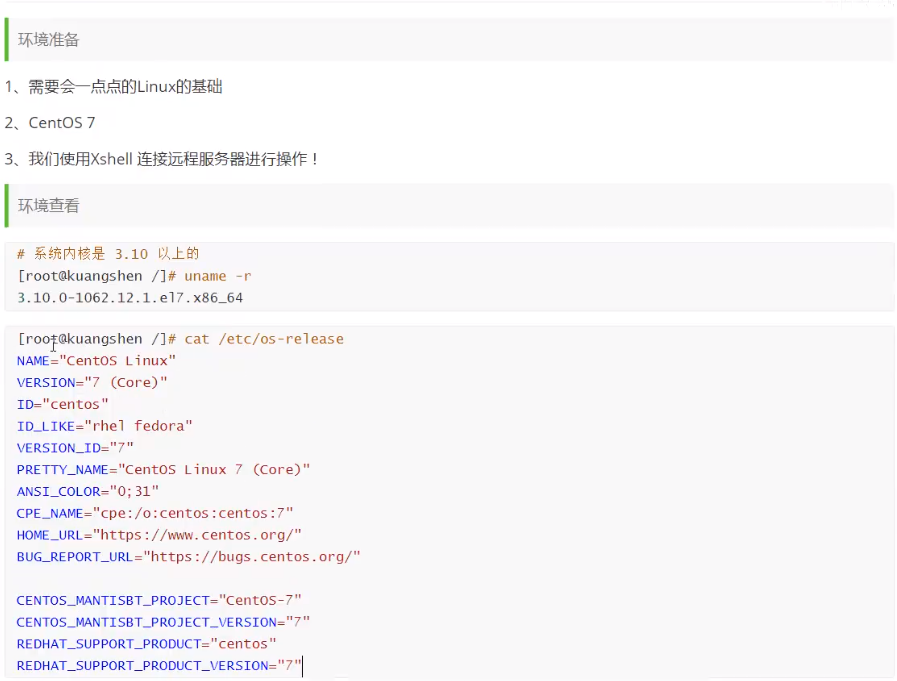 环境准备
1、需要会一点点的Linux的基础
2、CentOS 7
3、我们使用Xshell 连接远程服务器进行操作！
环境查看
# 系统内核是 3.10 以上的
[root@kuangshen /]# uname -r
3.10.0-1062.12.1.el7.x86_64
[root@kuangshen /]# cat /etc/os-release
NAME="CentOS Linux"
VERSION="7 (Core)"
ID="centos"
ID_LIKE="rhel fedora"
VERSION_ID="7"
PRETTY_NAME="CentOS Linux 7 (Core)"
ANSI_COLOR="0;31"
CPE_NAME="cpe:/o:centos:centos:7"
HOME_URL="https://www.centos.org/"
BUG_REPORT_URL="https://bugs.centos.org/"
CENTOS_MANTISBT_PROJECT="CentOS-7"
CENTOS_MANTISBT_PROJECT_VERSION="7"
REDHAT_SUPPORT_PRODUCT="centos"
REDHAT_SUPPORT_PRODUCT_VERSION="7"